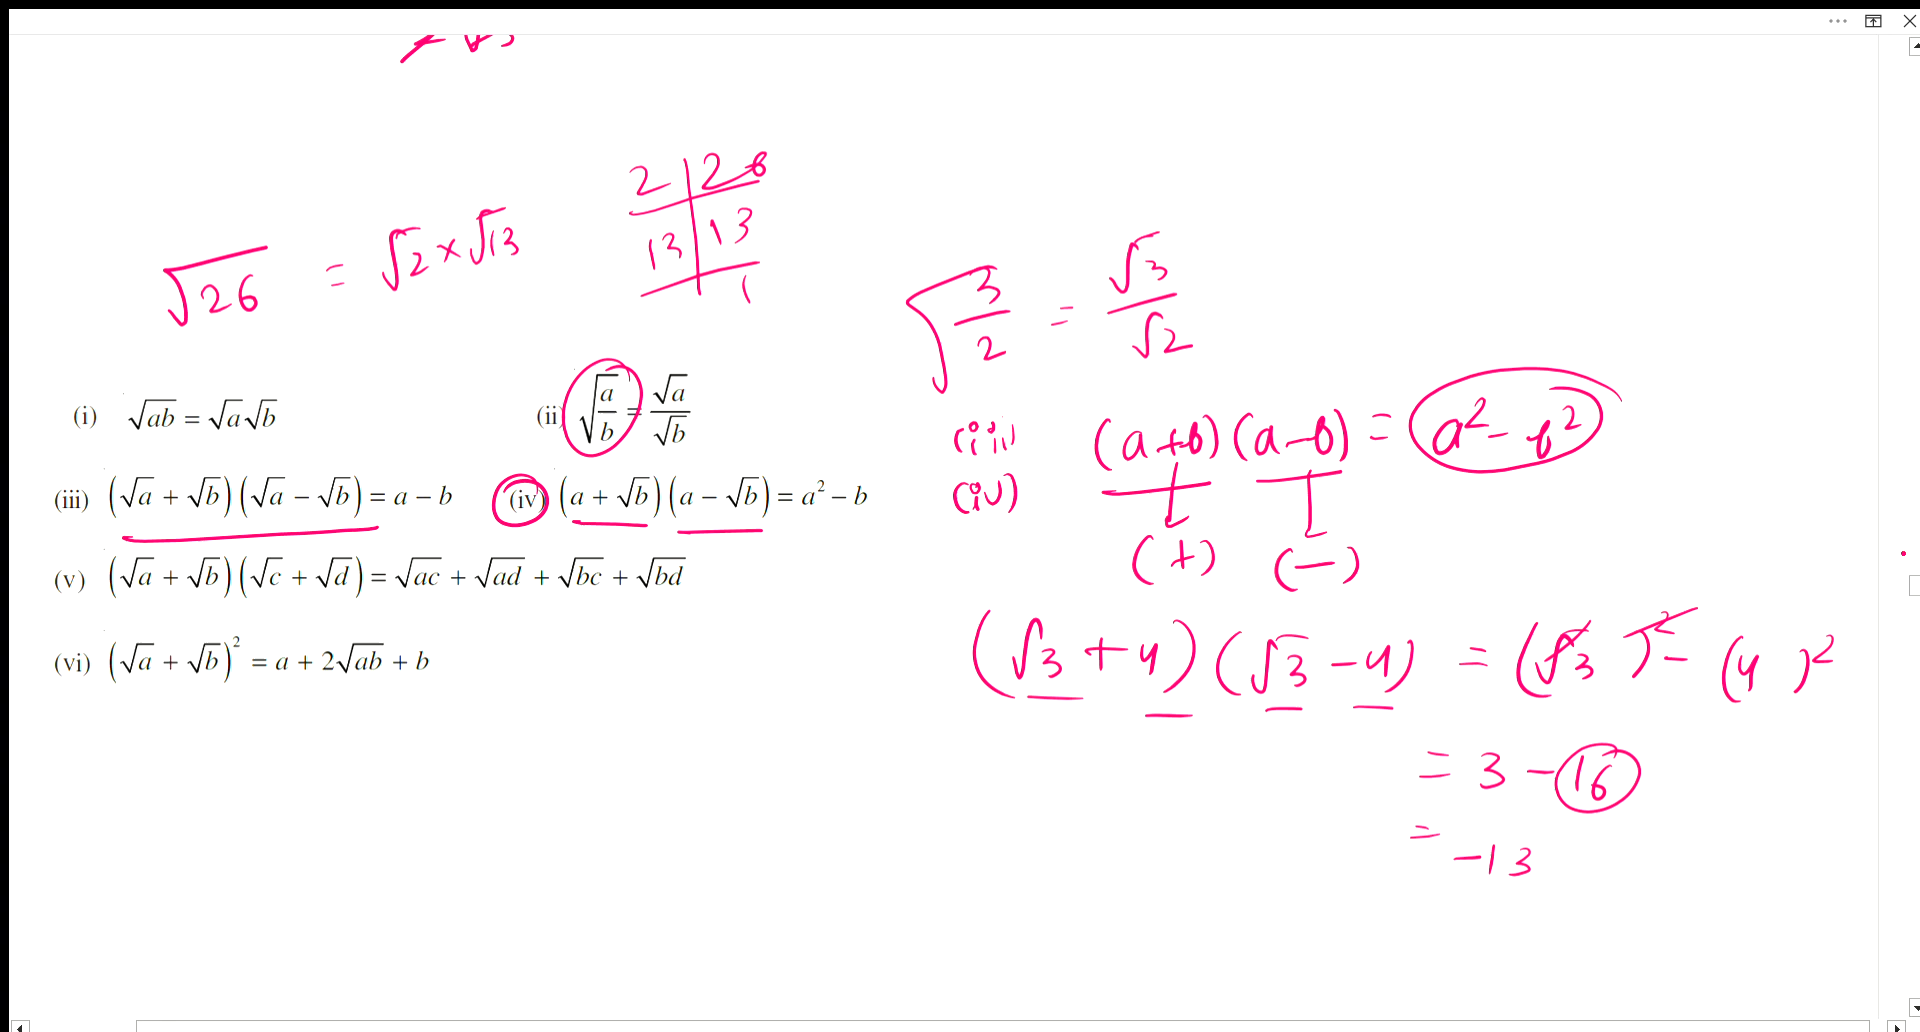 2 | 26
√26 = √2 × √13
13 | 13
1
√(3/2) = √3/√2
(i) √ab = √a√b (ii) √(a/b) = √a/√b
(iii) (a+b)(a-b) = a² - b²
(iii) (√a + √b)(√a − √b) = a − b (iv) (a + √b)(a − √b) = a² − b
(iv)
(+) (-)
(v) (√a + √b)(√c + √d) = √ac + √ad + √bc + √bd
(vi) (√a + √b)² = a + 2√ab + b
(√3 + 4)(√3 - 4) = (√3)² - (4)²
= 3 - 16
= -13